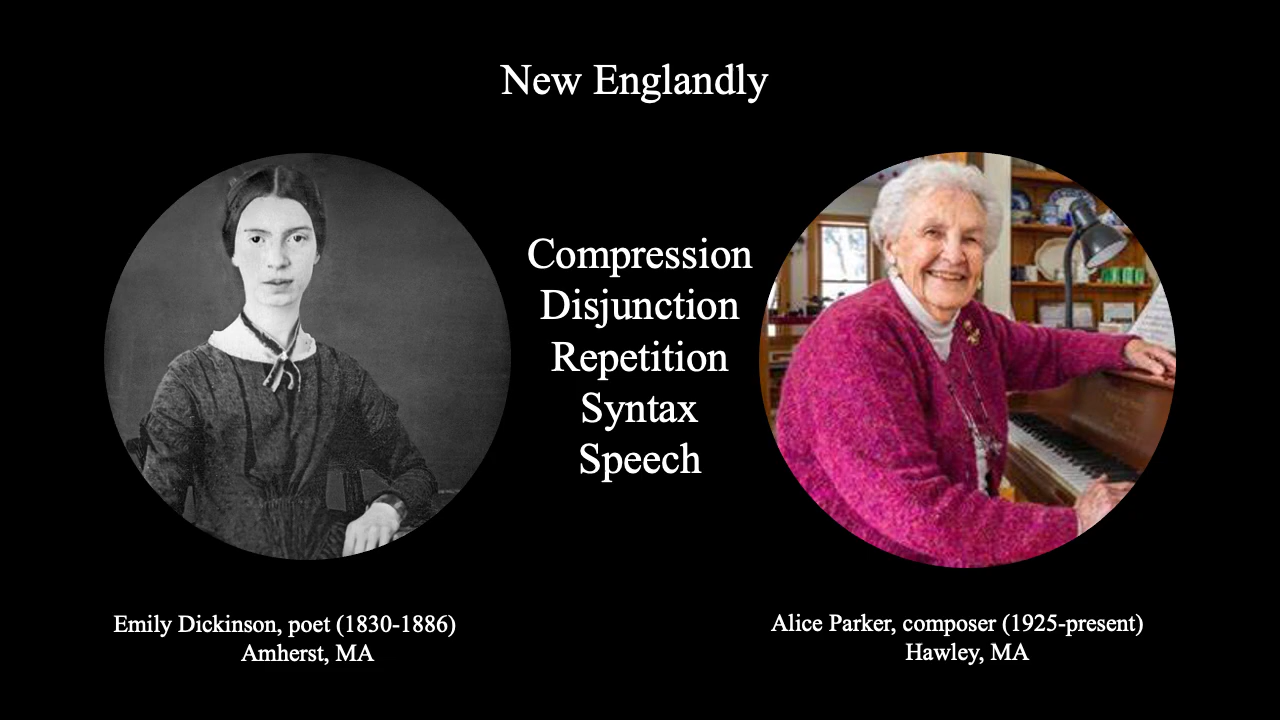 New Englandly
Compression
Disjunction
Repetition
Syntax
Speech
Emily Dickinson, poet (1830-1886)
Amherst, MA
Alice Parker, composer (1925-present)
Hawley, MA